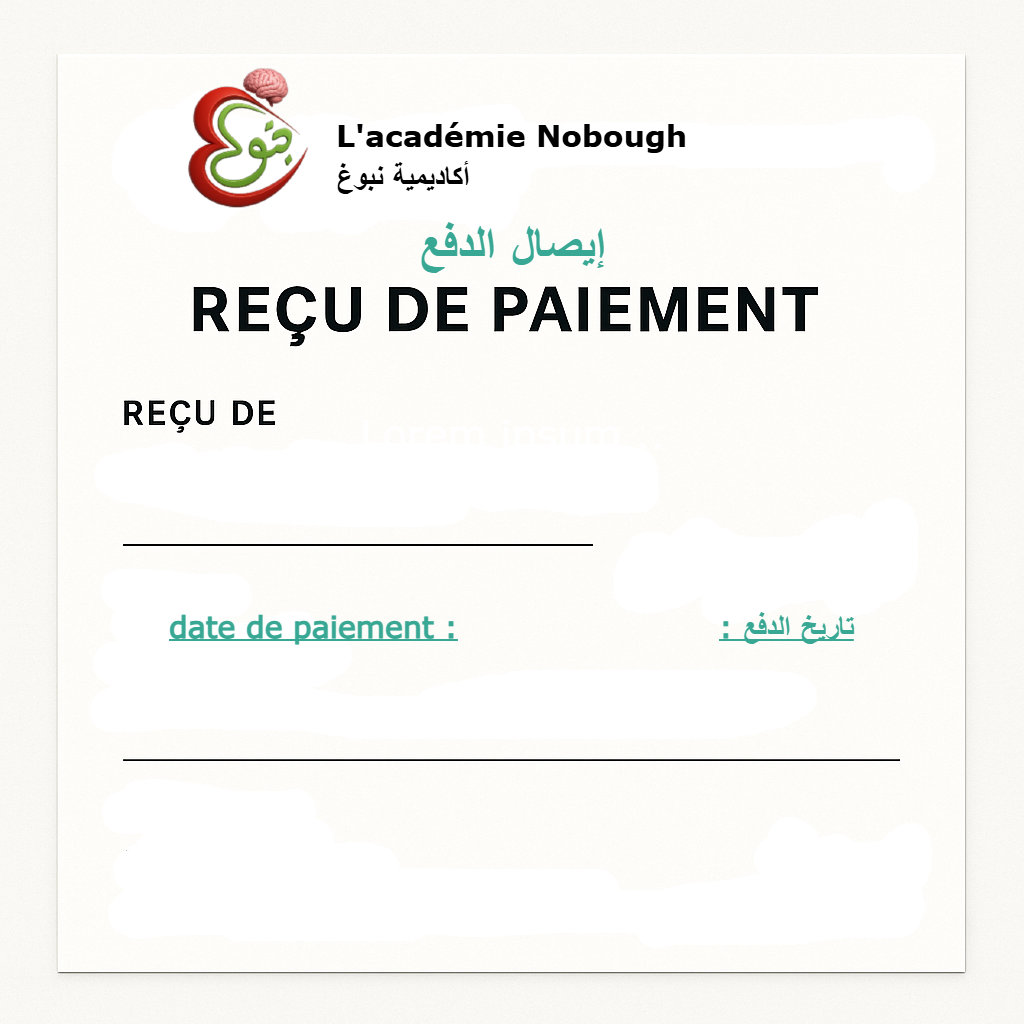 نبوغ
L'académie Nobough
أكاديمية نبوغ
إيصال الدفع
REÇU DE PAIEMENT
REÇU DE
Lorem ipsum
date de paiement :
تاريخ الدفع :